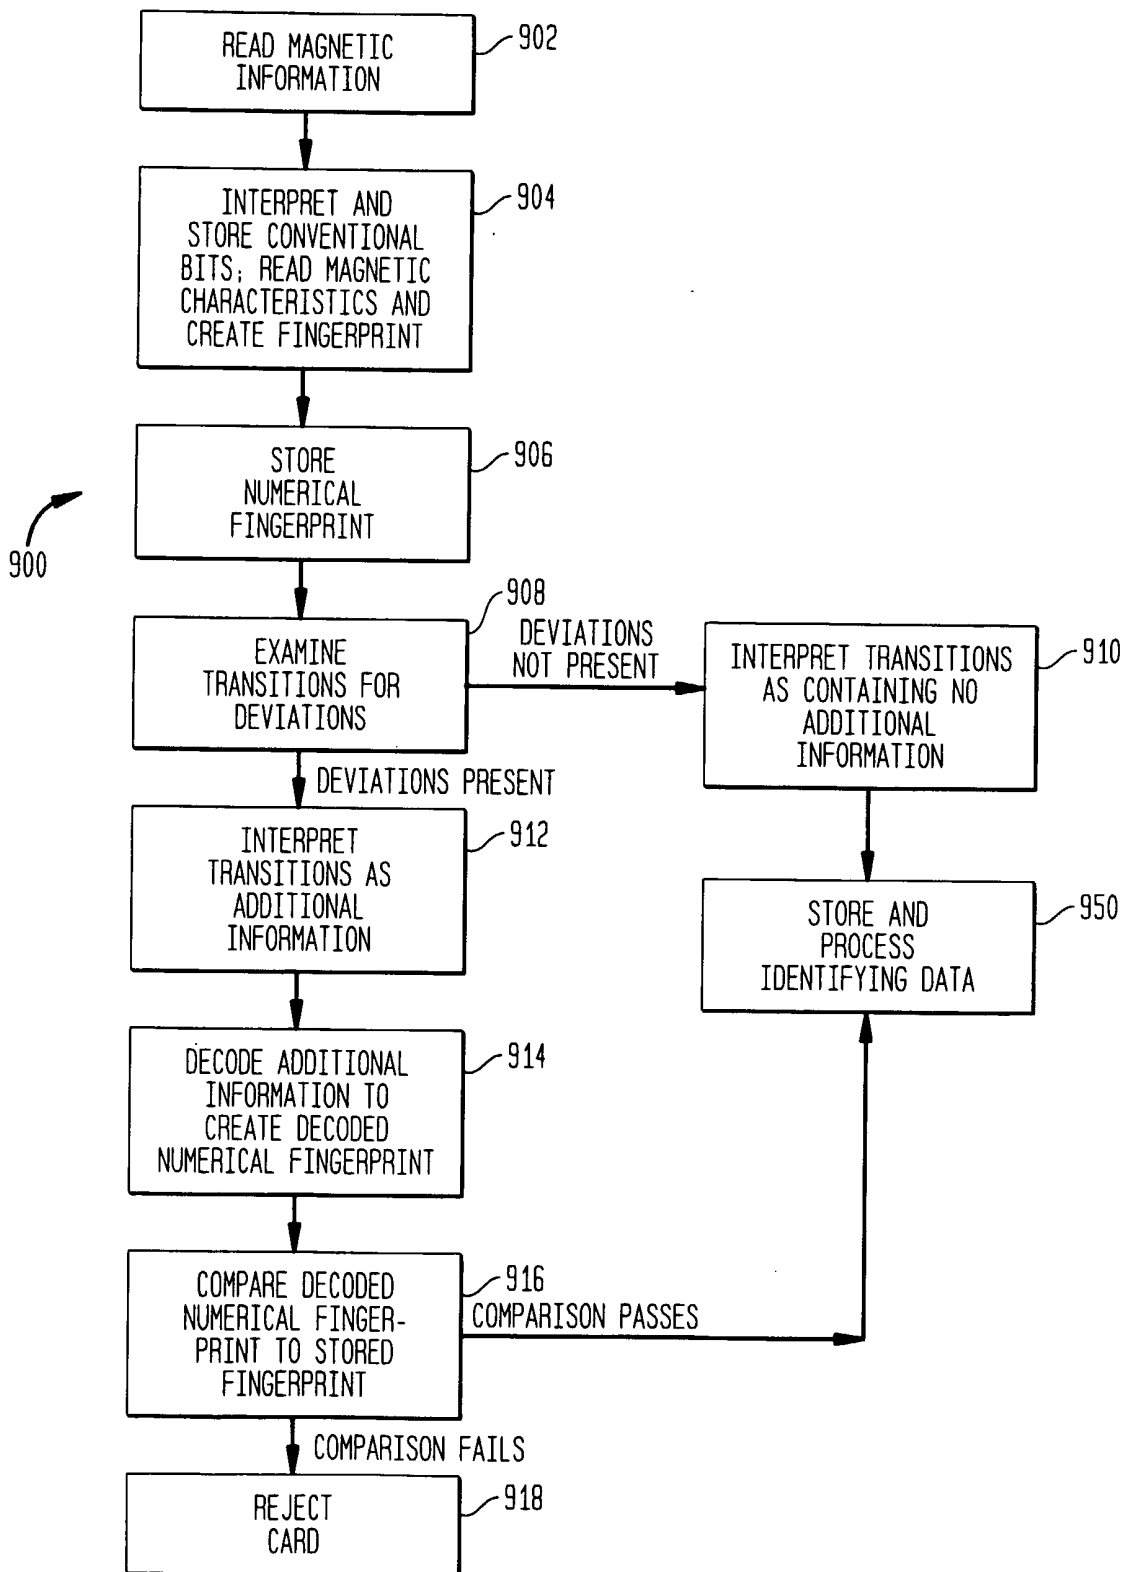 READ MAGNETIC
INFORMATION
902
INTERPRET AND
STORE CONVENTIONAL
BITS; READ MAGNETIC
CHARACTERISTICS AND
CREATE FINGERPRINT
904
STORE
NUMERICAL
FINGERPRINT
906
900
EXAMINE
TRANSITIONS FOR
DEVIATIONS
908
DEVIATIONS
NOT PRESENT
INTERPRET TRANSITIONS
AS CONTAINING NO
ADDITIONAL
INFORMATION
910
DEVIATIONS PRESENT
INTERPRET
TRANSITIONS AS
ADDITIONAL
INFORMATION
912
STORE AND
PROCESS
IDENTIFYING DATA
950
DECODE ADDITIONAL
INFORMATION TO
CREATE DECODED
NUMERICAL FINGERPRINT
914
COMPARE DECODED
NUMERICAL FINGER-
PRINT TO STORED
FINGERPRINT
916
COMPARISON PASSES
COMPARISON FAILS
REJECT
CARD
918